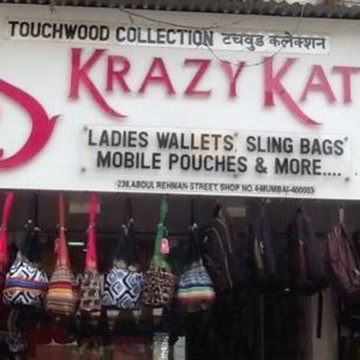 TOUCHWOOD COLLECTION टचवुड कलेक्शन
KRAZY KAT
LADIES WALLETS, SLING BAGS
MOBILE POUCHES & MORE....
236, ABDUL REHMAN STREET, SHOP NO. 4 MUMBAI-400003